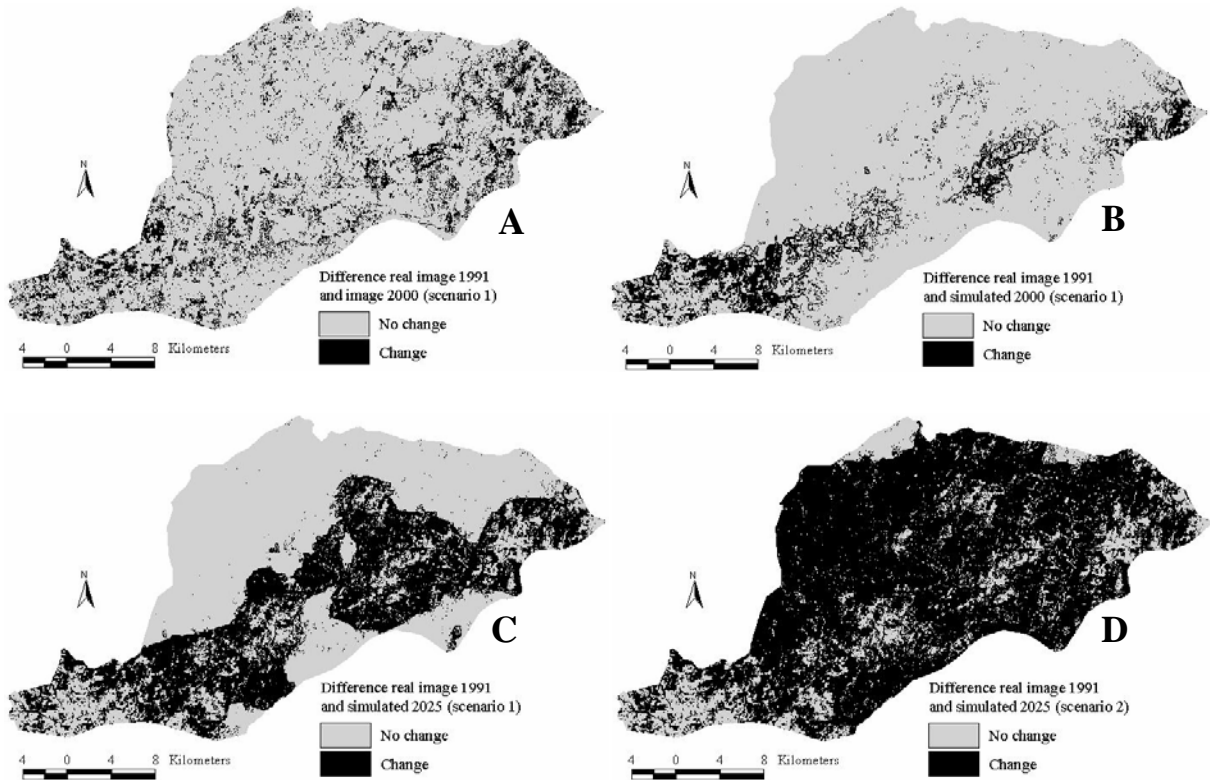 N
A
Difference real image 1991
and image 2000 (scenario 1)
No change
Change
4 0 4 8 Kilometers
N
B
Difference real image 1991
and simulated 2000 (scenario 1)
No change
Change
4 0 4 8 Kilometers
N
C
Difference real image 1991
and simulated 2025 (scenario 1)
No change
Change
4 0 4 8 Kilometers
N
D
Difference real image 1991
and simulated 2025 (scenario 2)
No change
Change
4 0 4 8 Kilometers